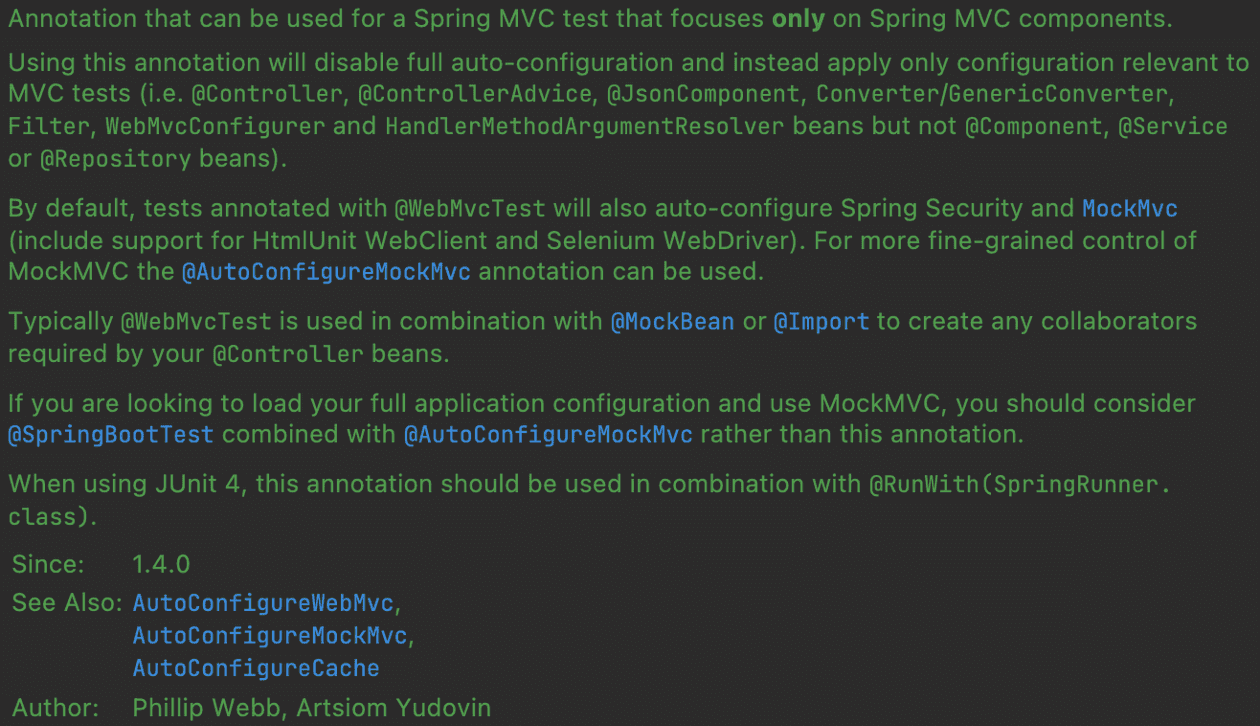 Annotation that can be used for a Spring MVC test that focuses only on Spring MVC components.
Using this annotation will disable full auto-configuration and instead apply only configuration relevant to
MVC tests (i.e. @Controller, @ControllerAdvice, @JsonComponent, Converter/GenericConverter,
Filter, WebMvcConfigurer and HandlerMethodArgumentResolver beans but not @Component, @Service
or @Repository beans).
By default, tests annotated with @WebMvcTest will also auto-configure Spring Security and MockMvc
(include support for HtmlUnit WebClient and Selenium WebDriver). For more fine-grained control of
MockMVC the @AutoConfigureMockMvc annotation can be used.
Typically @WebMvcTest is used in combination with @MockBean or @Import to create any collaborators
required by your @Controller beans.
If you are looking to load your full application configuration and use MockMVC, you should consider
@SpringBootTest combined with @AutoConfigureMockMvc rather than this annotation.
When using JUnit 4, this annotation should be used in combination with @RunWith(SpringRunner.
class).
Since: 1.4.0
See Also: AutoConfigureWebMvc,
AutoConfigureMockMvc,
AutoConfigureCache
Author: Phillip Webb, Artsiom Yudovin